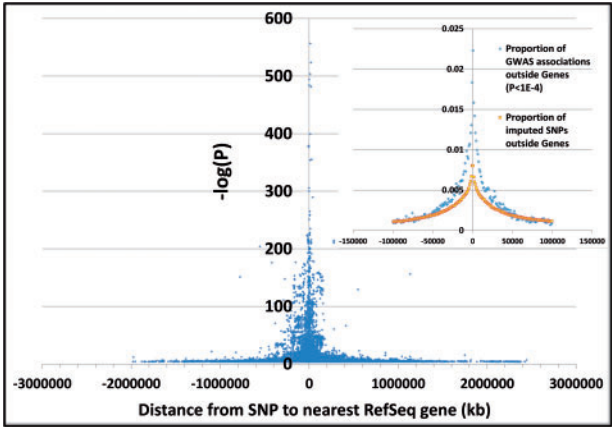 600
500
400
300
200
100
0
-log(P)
-3000000 -2000000 -1000000 0 1000000 2000000 3000000
Distance from SNP to nearest RefSeq gene (kb)
0.025
0.02
0.015
0.01
0.005
0
-150000 -100000 -50000 0 50000 100000 150000
Proportion of
GWAS associations
outside Genes
(P<1E-4)
Proportion of
imputed SNPs
outside Genes